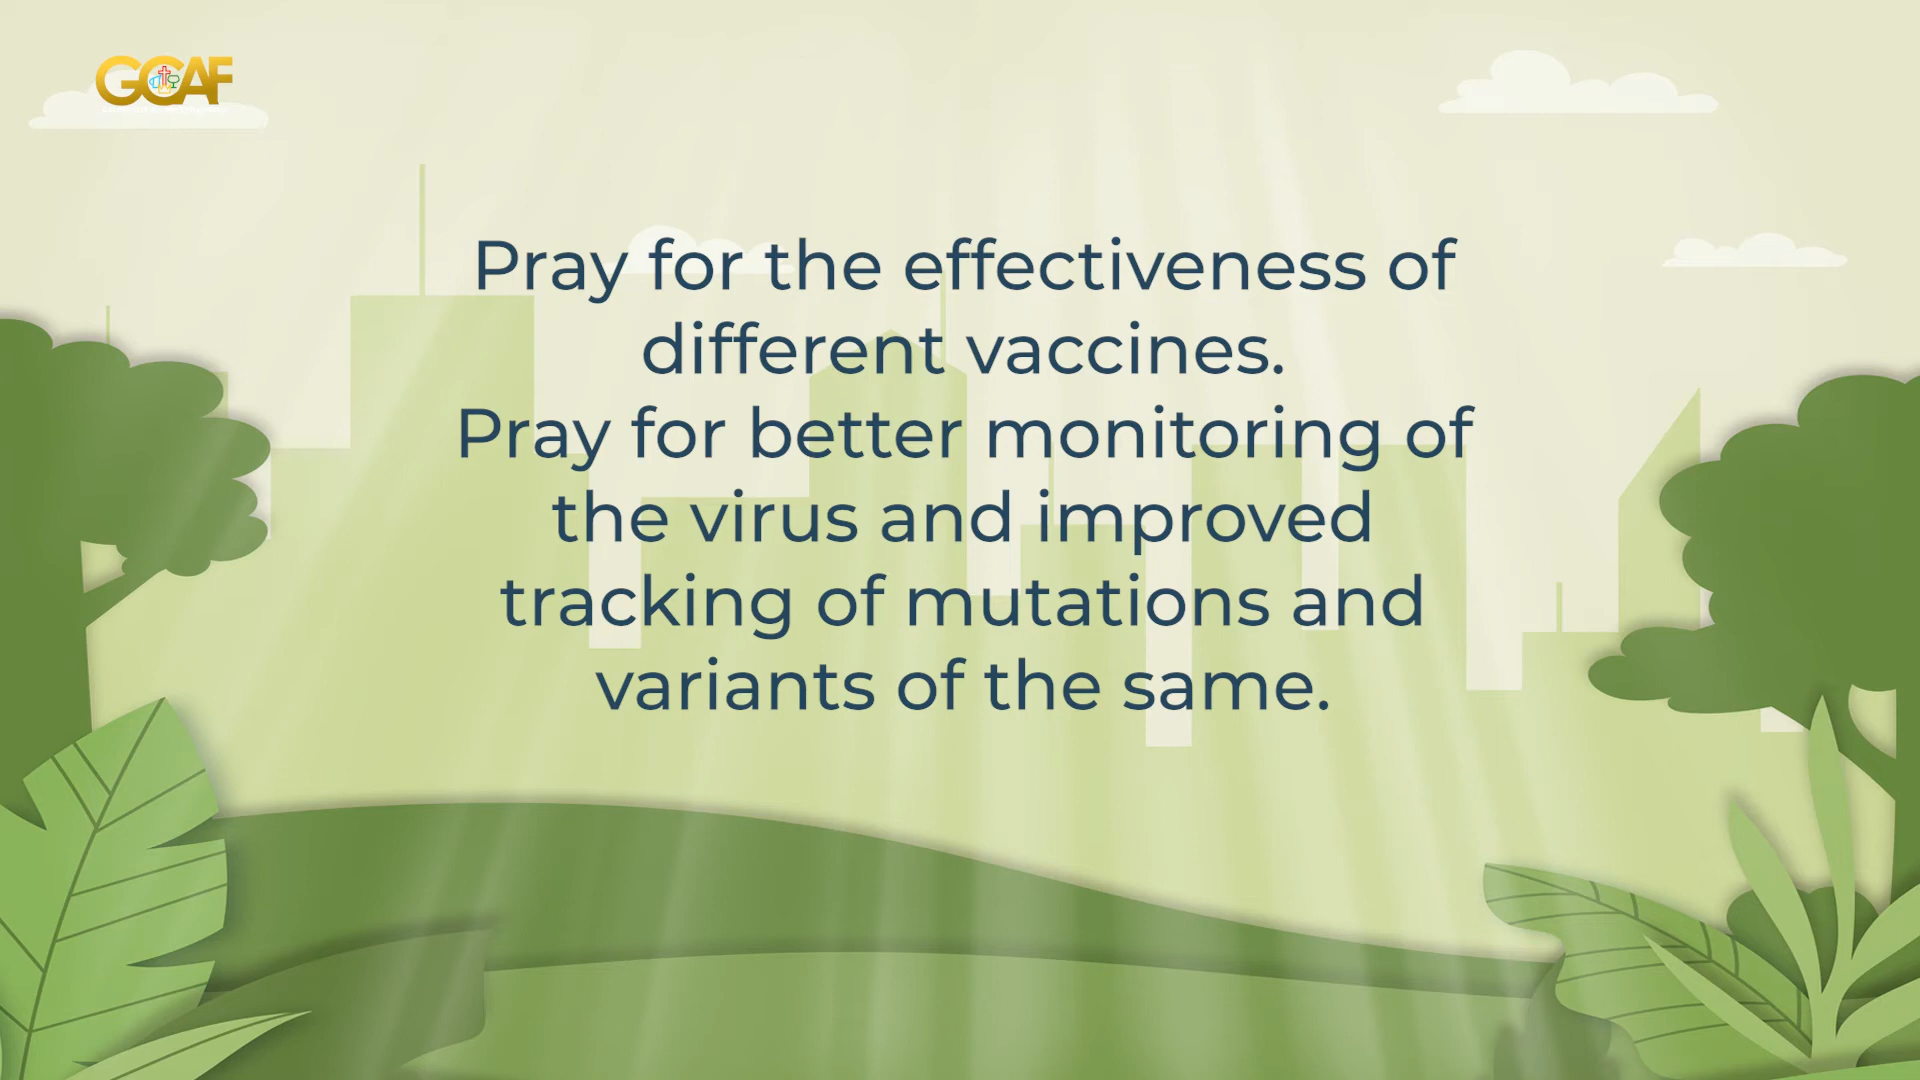 GCAF
Pray for the effectiveness of
different vaccines.
Pray for better monitoring of
the virus and improved
tracking of mutations and
variants of the same.